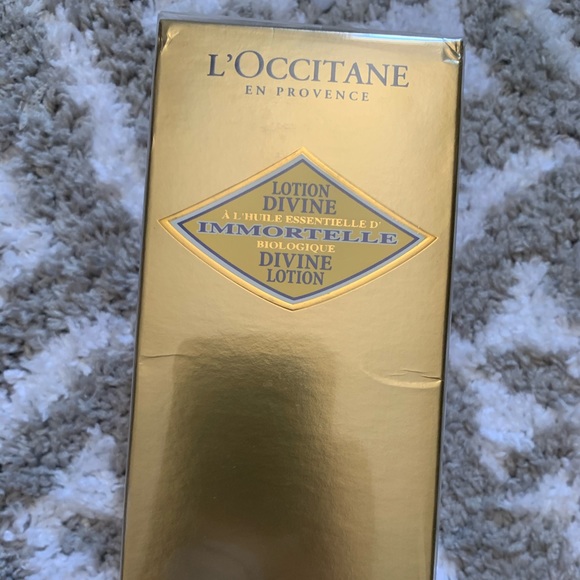 L'OCCITANE
EN PROVENCE
LOTION
DIVINE
À L'HUILE ESSENTIELLE D'
IMMORTELLE
BIOLOGIQUE
DIVINE
LOTION